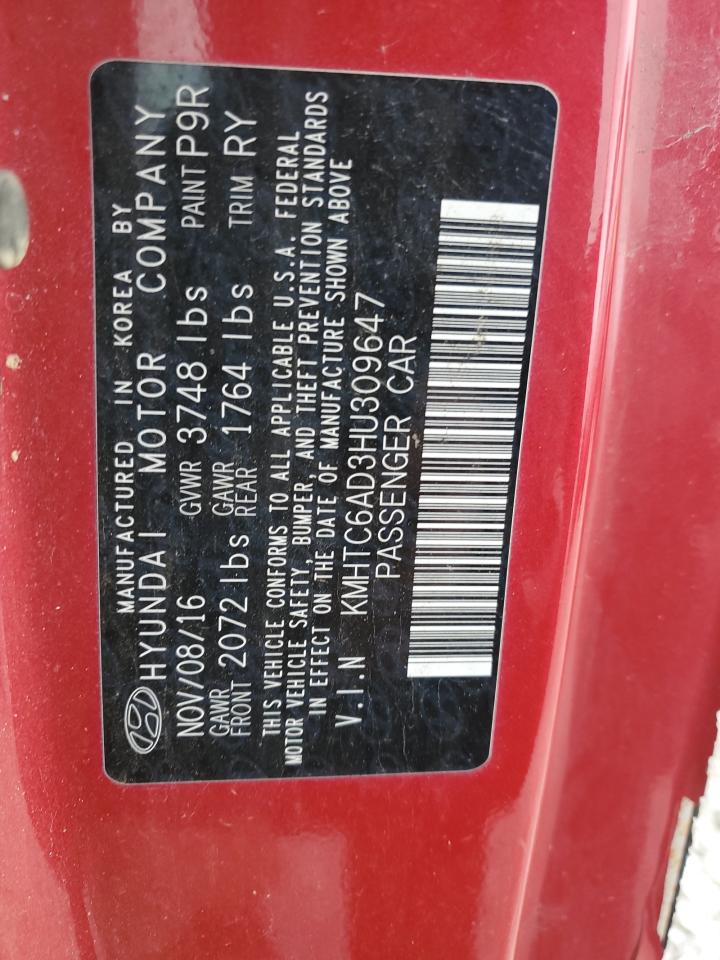 MANUFACTURED IN KOREA BY
HYUNDAI MOTOR COMPANY
NOV/08/16 GVWR 3748 lbs PAINT P9R
GAWR FRONT 2072 lbs GAWR REAR 1764 lbs TRIM RY
THIS VEHICLE CONFORMS TO ALL APPLICABLE U.S.A. FEDERAL
MOTOR VEHICLE SAFETY, BUMPER, AND THEFT PREVENTION STANDARDS
IN EFFECT ON THE DATE OF MANUFACTURE SHOWN ABOVE
V.I.N KMHTC6AD3HU309647
PASSENGER CAR